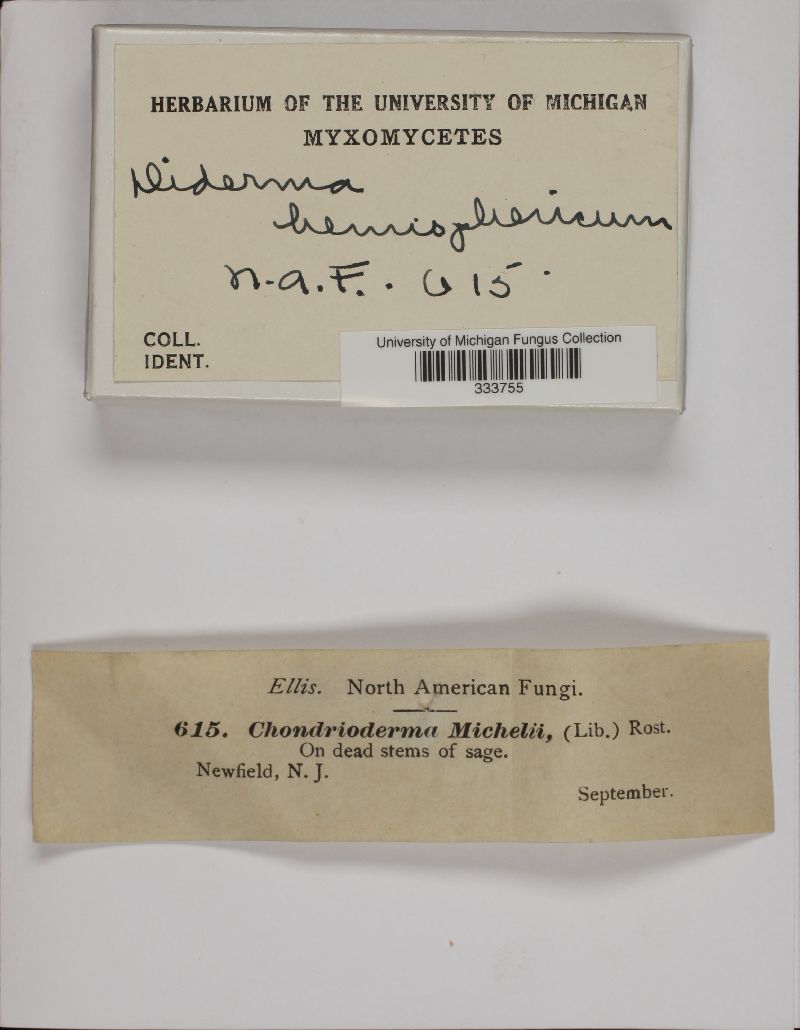 HERBARIUM OF THE UNIVERSITY OF MICHIGAN
MYXOMYCETES
Diderma
hemisphericum
N.A.F. 615.
COLL.
IDENT.
University of Michigan Fungus Collection
333755
Ellis. North American Fungi.
615. Chondrioderma Michelii, (Lib.) Rost.
On dead stems of sage.
Newfield, N. J.
September.